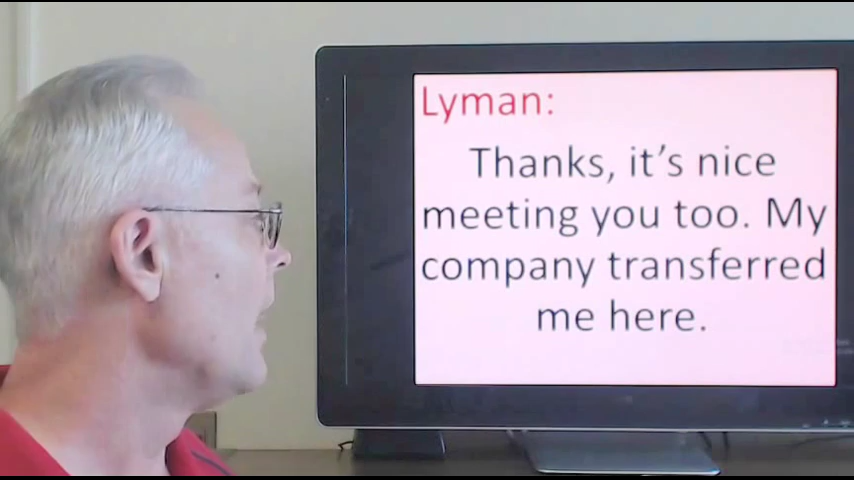 Lyman:
Thanks, it’s nice
meeting you too. My
company transferred
me here.